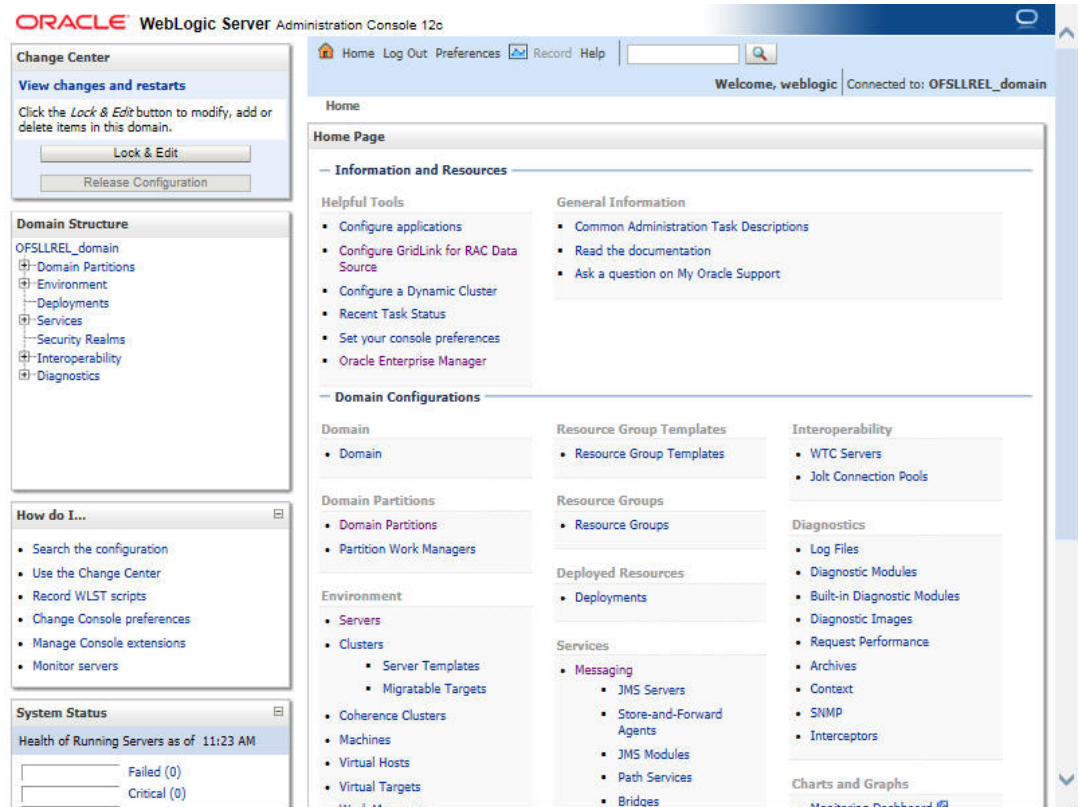 ORACLE WebLogic Server Administration Console 12c
Change Center
View changes and restarts
Click the Lock & Edit button to modify, add or
delete items in this domain.
Lock & Edit
Release Configuration
Domain Structure
OFSLLREL_domain
Domain Partitions
Environment
Deployments
Services
Security Realms
Interoperability
Diagnostics
How do I...
Search the configuration
Use the Change Center
Record WLST scripts
Change Console preferences
Manage Console extensions
Monitor servers
System Status
Health of Running Servers as of 11:23 AM
Failed (0)
Critical (0)
Home Log Out Preferences Record Help
Welcome, weblogic Connected to: OFSLLREL_domain
Home
Home Page
Information and Resources
Helpful Tools
Configure applications
Configure GridLink for RAC Data
Source
Configure a Dynamic Cluster
Recent Task Status
Set your console preferences
Oracle Enterprise Manager
General Information
Common Administration Task Descriptions
Read the documentation
Ask a question on My Oracle Support
Domain Configurations
Domain
Domain
Domain Partitions
Domain Partitions
Partition Work Managers
Environment
Servers
Clusters
Server Templates
Migratable Targets
Coherence Clusters
Machines
Virtual Hosts
Virtual Targets
Resource Group Templates
Resource Group Templates
Resource Groups
Resource Groups
Deployed Resources
Deployments
Services
Messaging
JMS Servers
Store-and-Forward
Agents
JMS Modules
Path Services
Bridges
Interoperability
WTC Servers
Jolt Connection Pools
Diagnostics
Log Files
Diagnostic Modules
Built-in Diagnostic Modules
Diagnostic Images
Request Performance
Archives
Context
SNMP
Interceptors
Charts and Graphs
Monitoring Dashboard